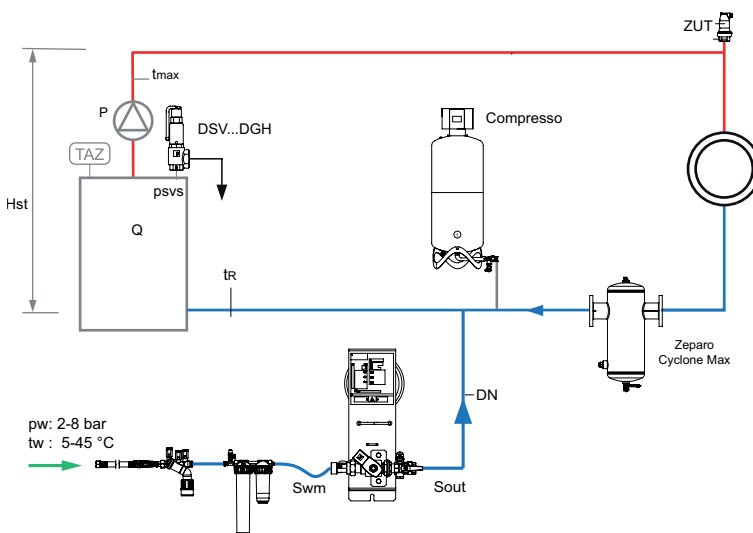 ZUT
tmax
P
DSV...DGH
Compresso
TAZ
psvs
Hst
Q
tR
Zeparo
Cyclone Max
DN
pw: 2-8 bar
tw : 5-45 °C
Swm
Sout